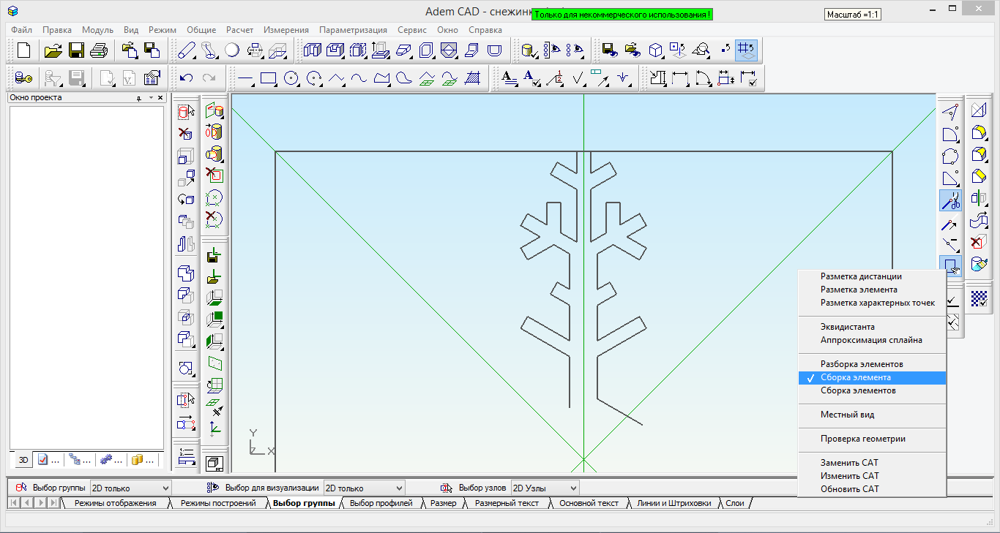 Adem CAD - снежинк
Только для некоммерческого использования !
Масштаб =1:1
Файл Правка Модуль Вид Режим Общие Расчет Измерения Параметризация Сервис Окно Справка
Окно проекта
Y
Z X
3D ... ... ... ...
Разметка дистанции
Разметка элемента
Разметка характерных точек
Эквидистанта
Аппроксимация сплайна
Разборка элементов
Сборка элемента
Сборка элементов
Местный вид
Проверка геометрии
Заменить САТ
Изменить САТ
Обновить САТ
Выбор группы 2D только Выбор для визуализации 2D только Выбор узлов 2D Узлы
Режимы отображения Режимы построений Выбор группы Выбор профилей Размер Размерный текст Основной текст Линии и Штриховки Слои